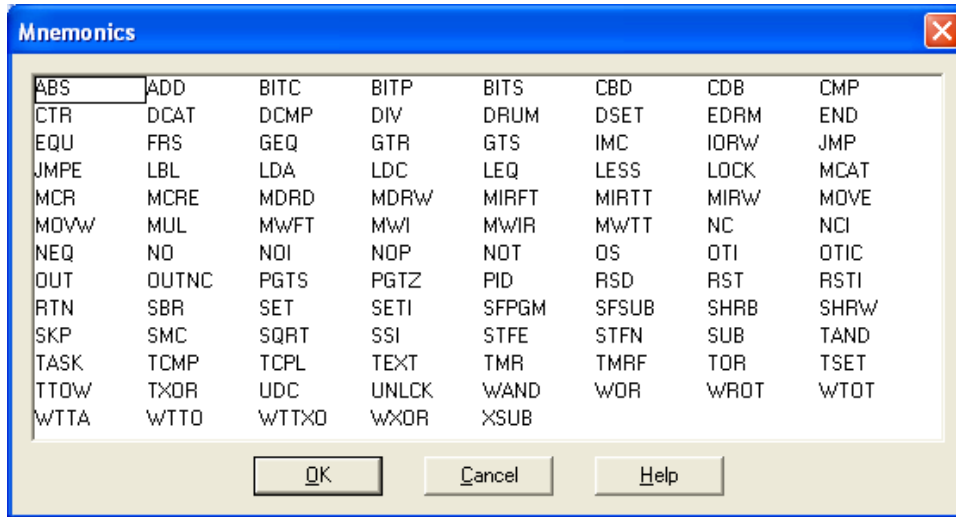 Mnemonics
ABS ADD BITC BITP BITS CBD CDB CMP
CTR DCAT DCMP DIV DRUM DSET EDRM END
EQU FRS GEQ GTR GTS IMC IORW JMP
JMPE LBL LDA LDC LEQ LESS LOCK MCAT
MCR MCRE MDRD MDRW MIRFT MIRTT MIRW MOVE
MOVW MUL MWFT MWI MWIR MWTT NC NCI
NEQ NO NOI NOP NOT OS OTI OTIC
OUT OUTNC PGTS PGTZ PID RSD RST RSTI
RTN SBR SET SETI SFPGM SFSUB SHRB SHRW
SKP SMC SQRT SSI STFE STFN SUB TAND
TASK TCMP TCPL TEXT TMR TMRF TOR TSET
TTOW TXOR UDC UNLCK WAND WOR WROT WTOT
WTTA WTTO WTTXO WXOR XSUB
OK Cancel Help